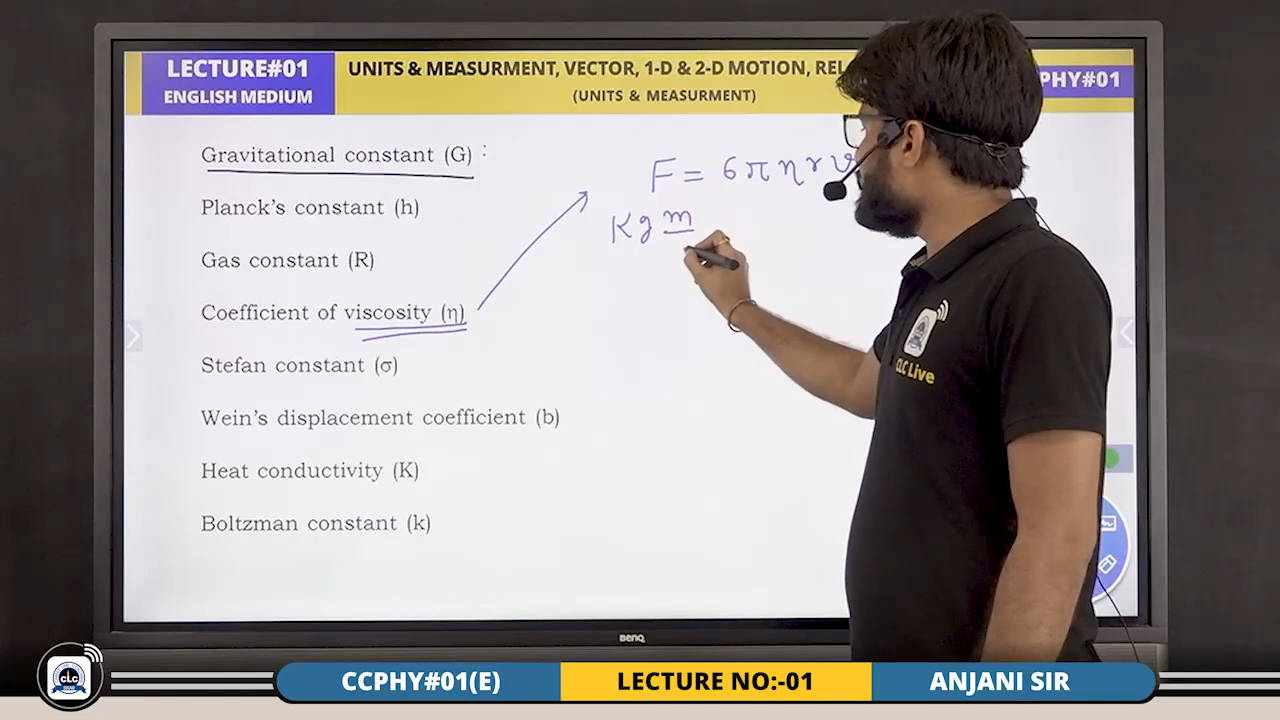 LECTURE#01
ENGLISH MEDIUM
UNITS & MEASURMENT, VECTOR, 1-D & 2-D MOTION, REL
(UNITS & MEASURMENT)
PHY#01
Gravitational constant (G) :
Planck's constant (h)
Gas constant (R)
Coefficient of viscosity (η)
Stefan constant (σ)
Wein's displacement coefficient (b)
Heat conductivity (K)
Boltzman constant (k)
F = 6πηrv
Kg m
CLC Live
BenQ
CLC
SIKAR
CCPHY#01(E)
LECTURE NO:-01
ANJANI SIR